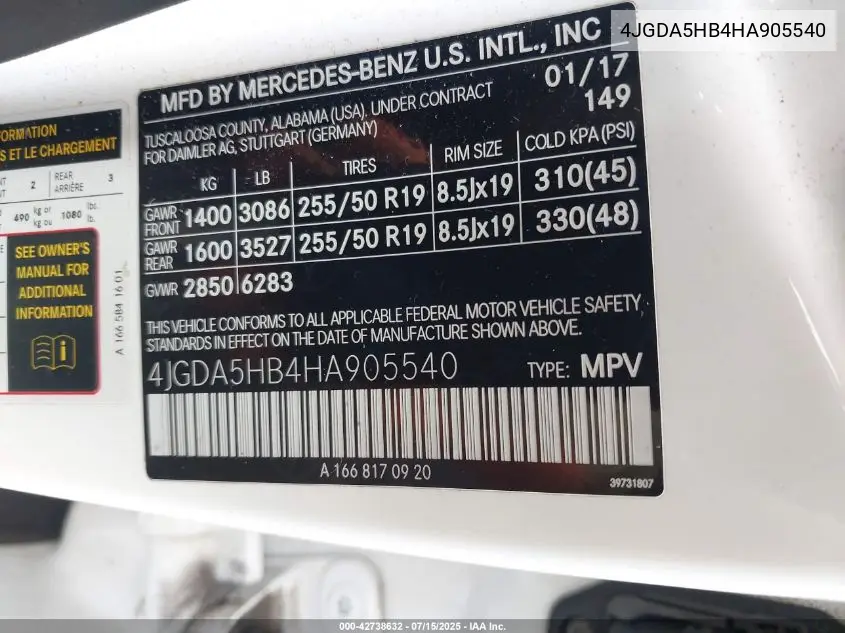 4JGDA5HB4HA905540
MFD BY MERCEDES-BENZ U.S. INTL., INC
01/17
TUSCALOOSA COUNTY, ALABAMA (USA), UNDER CONTRACT
149
FOR DAIMLER AG, STUTTGART (GERMANY)
KG LB TIRES RIM SIZE COLD KPA (PSI)
GAWR FRONT 1400 3086 255/50 R19 8.5Jx19 310(45)
GAWR REAR 1600 3527 255/50 R19 8.5Jx19 330(48)
GVWR 2850 6283
THIS VEHICLE CONFORMS TO ALL APPLICABLE FEDERAL MOTOR VEHICLE SAFETY
STANDARDS IN EFFECT ON THE DATE OF MANUFACTURE SHOWN ABOVE.
4JGDA5HB4HA905540 TYPE: MPV
A 166 817 09 20
39731807
ET LE CHARGEMENT
2 REAR ARRIÈRE 3
490 kg or kg ou 1080 lbs. lb.
SEE OWNER'S
MANUAL FOR
ADDITIONAL
INFORMATION
A 166 584 16 01
000-42738632 - 07/15/2025 - IAA Inc.